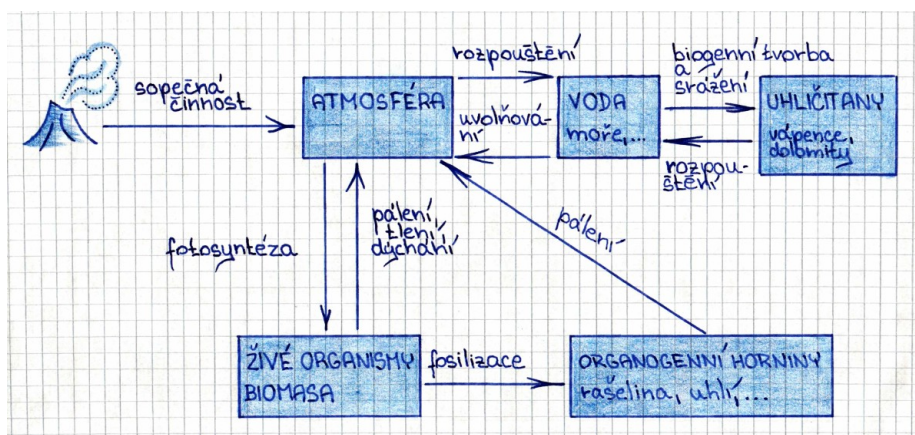 sopečná
činnost
ATMOSFÉRA
rozpouštění
uvolňová-
ní
VODA
moře,...
biogenní tvorba
a
srážení
rozpou-
štění
UHLIČITANY
vápence,
dolomity
fotosyntéza
pálení,
tlení,
dýchání
pálení
ŽIVÉ ORGANISMY
BIOMASA
fosilizace
ORGANOGENNÍ HORNINY
rašelina, uhlí,...